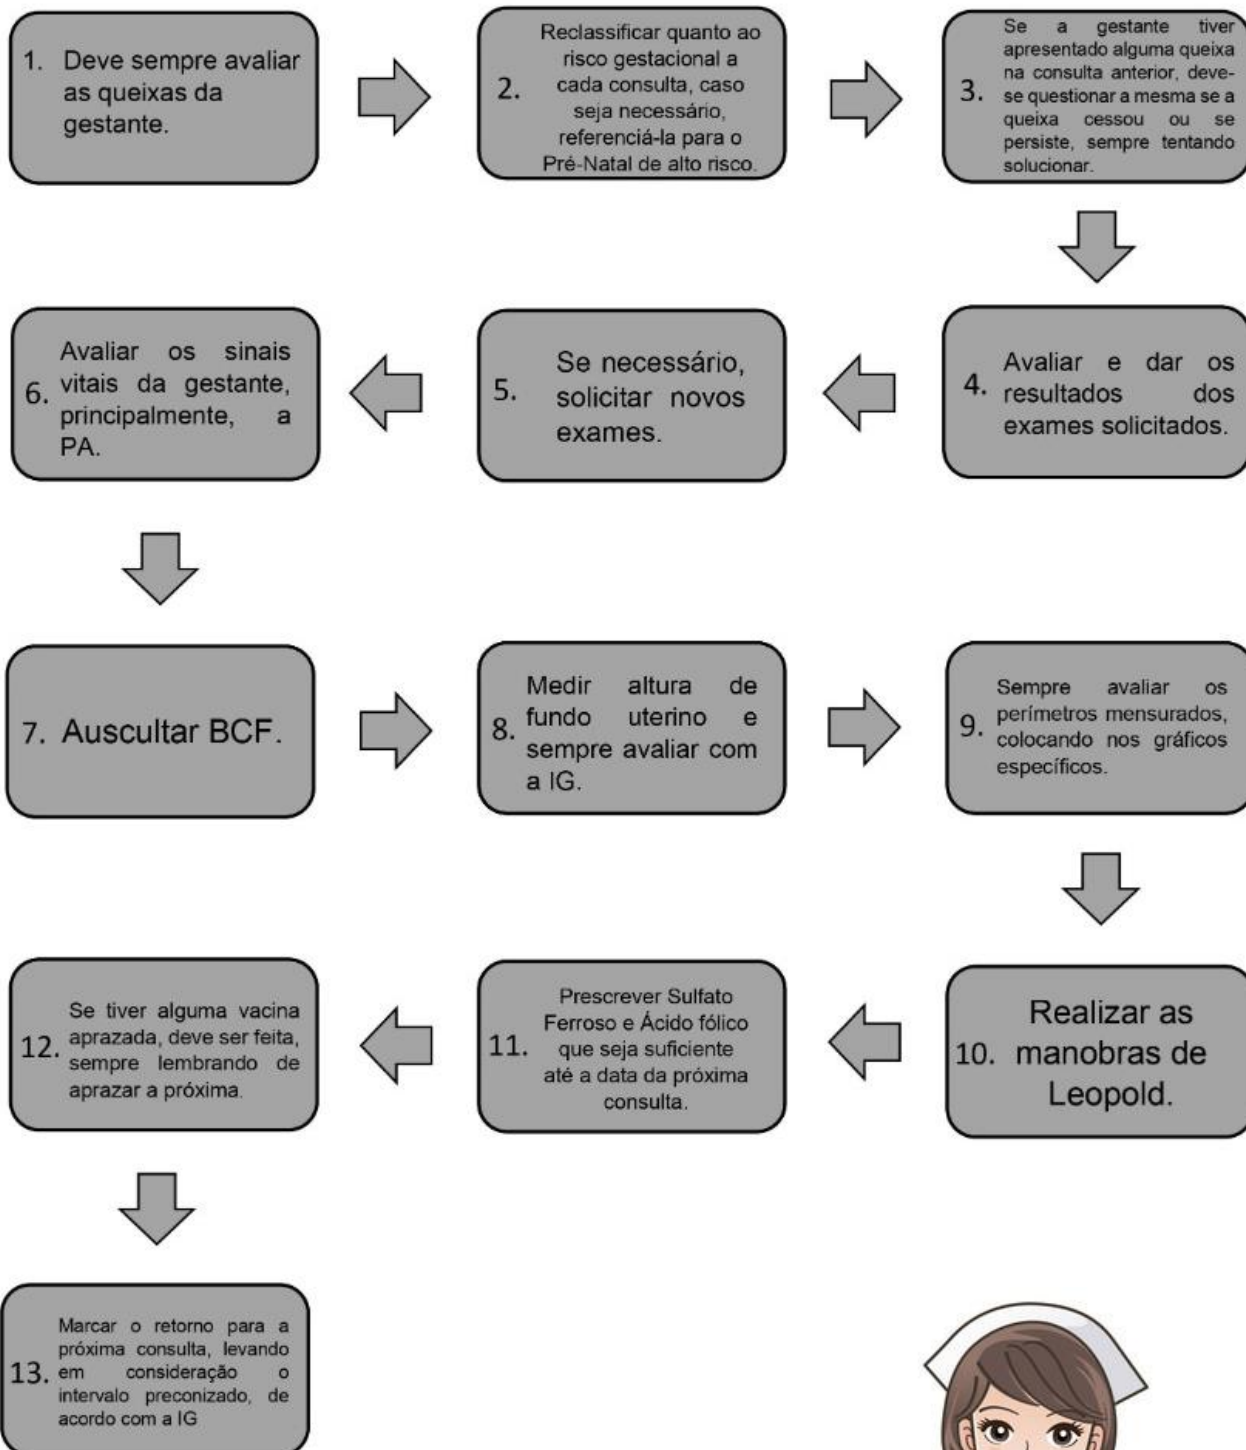 1. Deve sempre avaliar
as queixas da
gestante.
2. Reclassificar quanto ao
risco gestacional a
cada consulta, caso
seja necessário,
referenciá-la para o
Pré-Natal de alto risco.
3. Se a gestante tiver
apresentado alguma queixa
na consulta anterior, deve-
se questionar a mesma se a
queixa cessou ou se
persiste, sempre tentando
solucionar.
4. Avaliar e dar os
resultados dos
exames solicitados.
5. Se necessário,
solicitar novos
exames.
6. Avaliar os sinais
vitais da gestante,
principalmente, a
PA.
7. Auscultar BCF.
8. Medir altura de
fundo uterino e
sempre avaliar com
a IG.
9. Sempre avaliar os
perímetros mensurados,
colocando nos gráficos
específicos.
10. Realizar as
manobras de
Leopold.
11. Prescrever Sulfato
Ferroso e Ácido fólico
que seja suficiente
até a data da próxima
consulta.
12. Se tiver alguma vacina
aprazada, deve ser feita,
sempre lembrando de
aprazar a próxima.
13. Marcar o retorno para a
próxima consulta, levando
em consideração o
intervalo preconizado, de
acordo com a IG